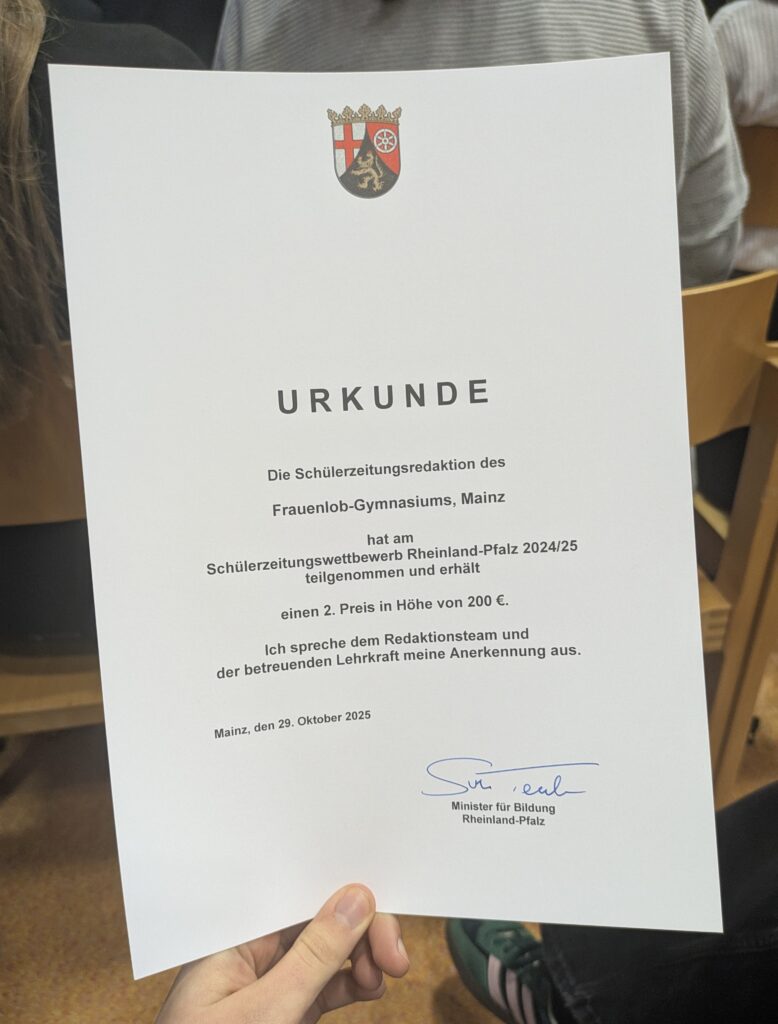 URKUNDE
Die Schülerzeitungsredaktion des
Frauenlob-Gymnasiums, Mainz
hat am
Schülerzeitungswettbewerb Rheinland-Pfalz 2024/25
teilgenommen und erhält
einen 2. Preis in Höhe von 200 €.
Ich spreche dem Redaktionsteam und
der betreuenden Lehrkraft meine Anerkennung aus.
Mainz, den 29. Oktober 2025
Minister für Bildung
Rheinland-Pfalz